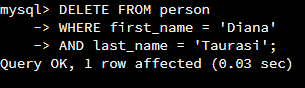 mysql> DELETE FROM person
    -> WHERE first_name = 'Diana'
    -> AND last_name = 'Taurasi';
Query OK, 1 row affected (0.03 sec)